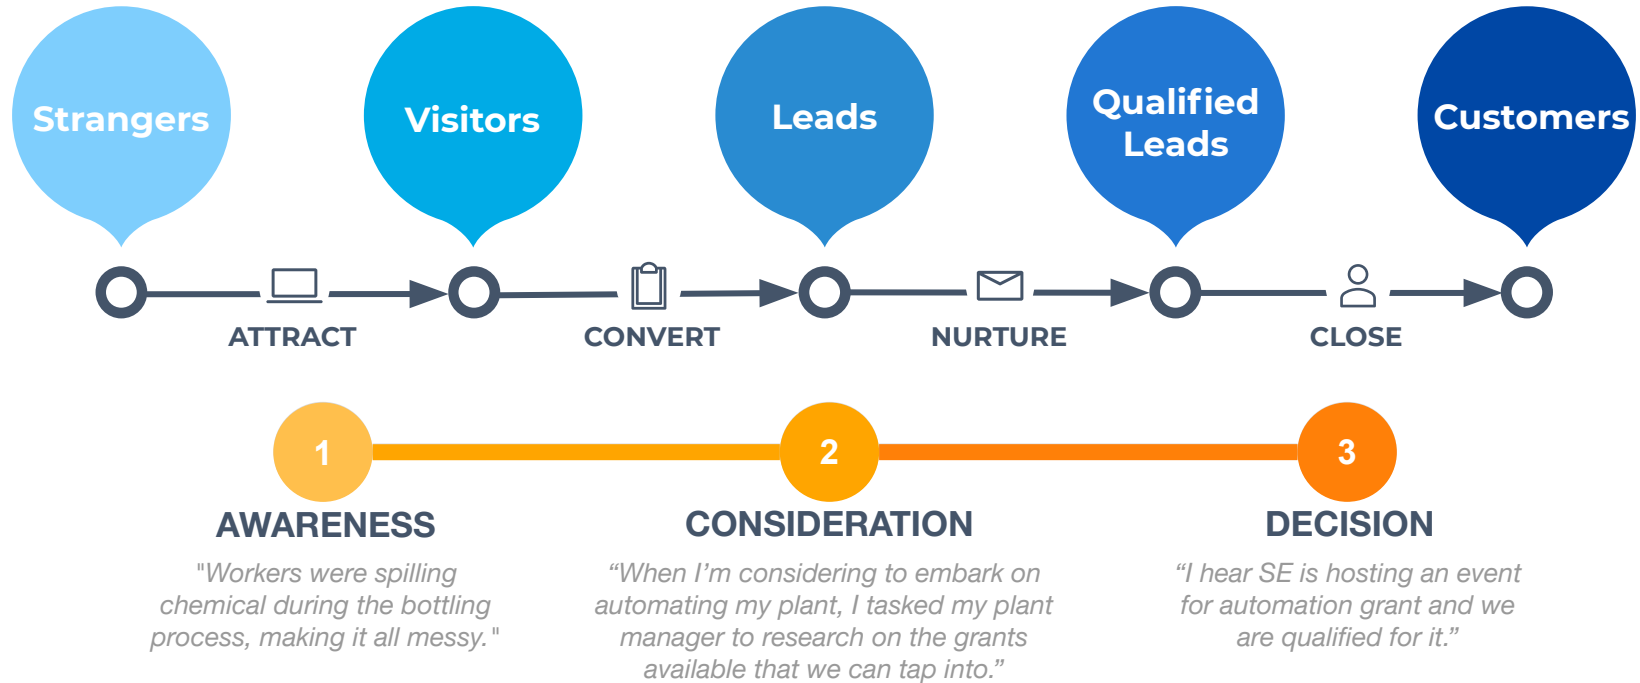 Strangers
Visitors
Leads
Qualified
Leads
Customers
ATTRACT
CONVERT
NURTURE
CLOSE
1
2
3
AWARENESS
CONSIDERATION
DECISION
"Workers were spilling
chemical during the bottling
process, making it all messy."
“When I’m considering to embark on
automating my plant, I tasked my plant
manager to research on the grants
available that we can tap into.”
“I hear SE is hosting an event
for automation grant and we
are qualified for it.”